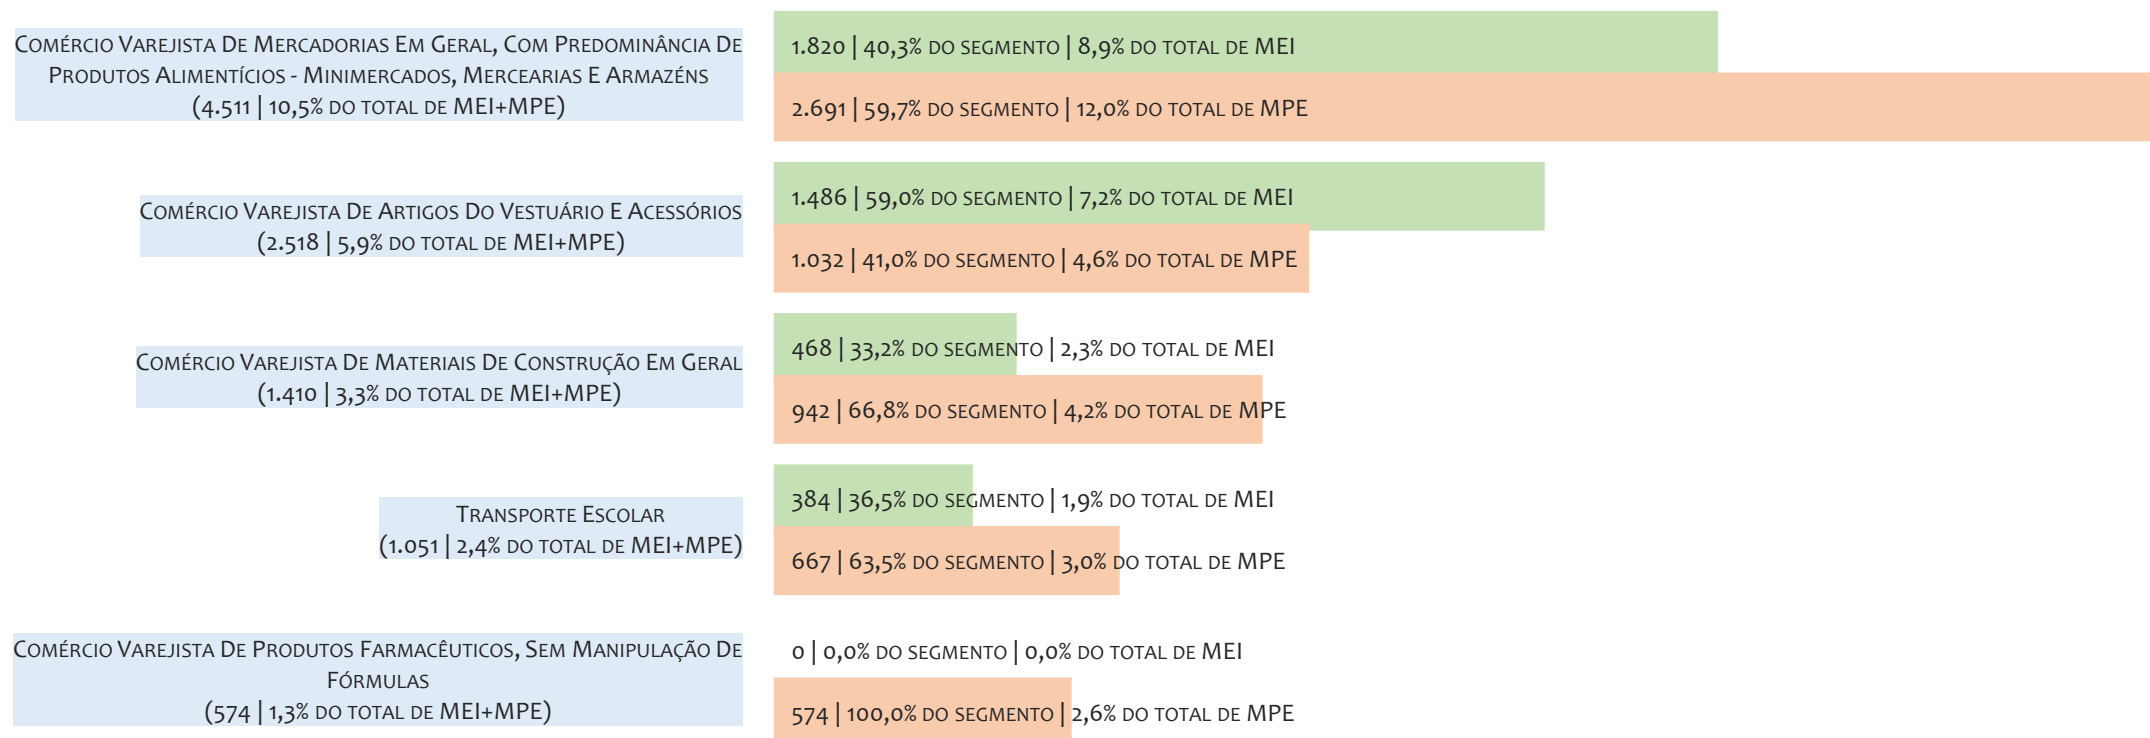 Comércio Varejista De Mercadorias Em Geral, Com Predominância De
Produtos Alimentícios - Minimercados, Mercearias E Armazéns
(4.511 | 10,5% do total de MEI+MPE)
1.820 | 40,3% do segmento | 8,9% do total de MEI
2.691 | 59,7% do segmento | 12,0% do total de MPE
Comércio Varejista De Artigos Do Vestuário E Acessórios
(2.518 | 5,9% do total de MEI+MPE)
1.486 | 59,0% do segmento | 7,2% do total de MEI
1.032 | 41,0% do segmento | 4,6% do total de MPE
Comércio Varejista De Materiais De Construção Em Geral
(1.410 | 3,3% do total de MEI+MPE)
468 | 33,2% do segmento | 2,3% do total de MEI
942 | 66,8% do segmento | 4,2% do total de MPE
Transporte Escolar
(1.051 | 2,4% do total de MEI+MPE)
384 | 36,5% do segmento | 1,9% do total de MEI
667 | 63,5% do segmento | 3,0% do total de MPE
Comércio Varejista De Produtos Farmacêuticos, Sem Manipulação De
Fórmulas
(574 | 1,3% do total de MEI+MPE)
0 | 0,0% do segmento | 0,0% do total de MEI
574 | 100,0% do segmento | 2,6% do total de MPE